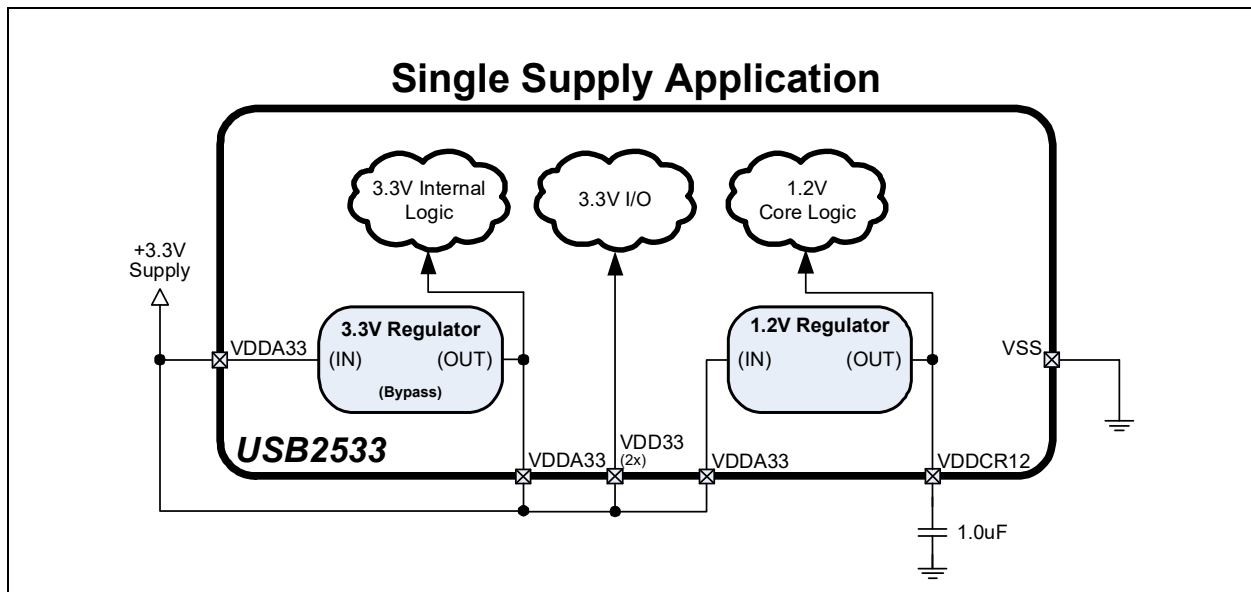 Single Supply Application
3.3V Internal
Logic
3.3V I/O
1.2V
Core Logic
+3.3V
Supply
3.3V Regulator
1.2V Regulator
VDDA33
(IN)
(OUT)
(IN)
(OUT)
VSS
(Bypass)
USB2533
VDDA33
VDD33
(2x)
VDDA33
VDDCR12
1.0uF